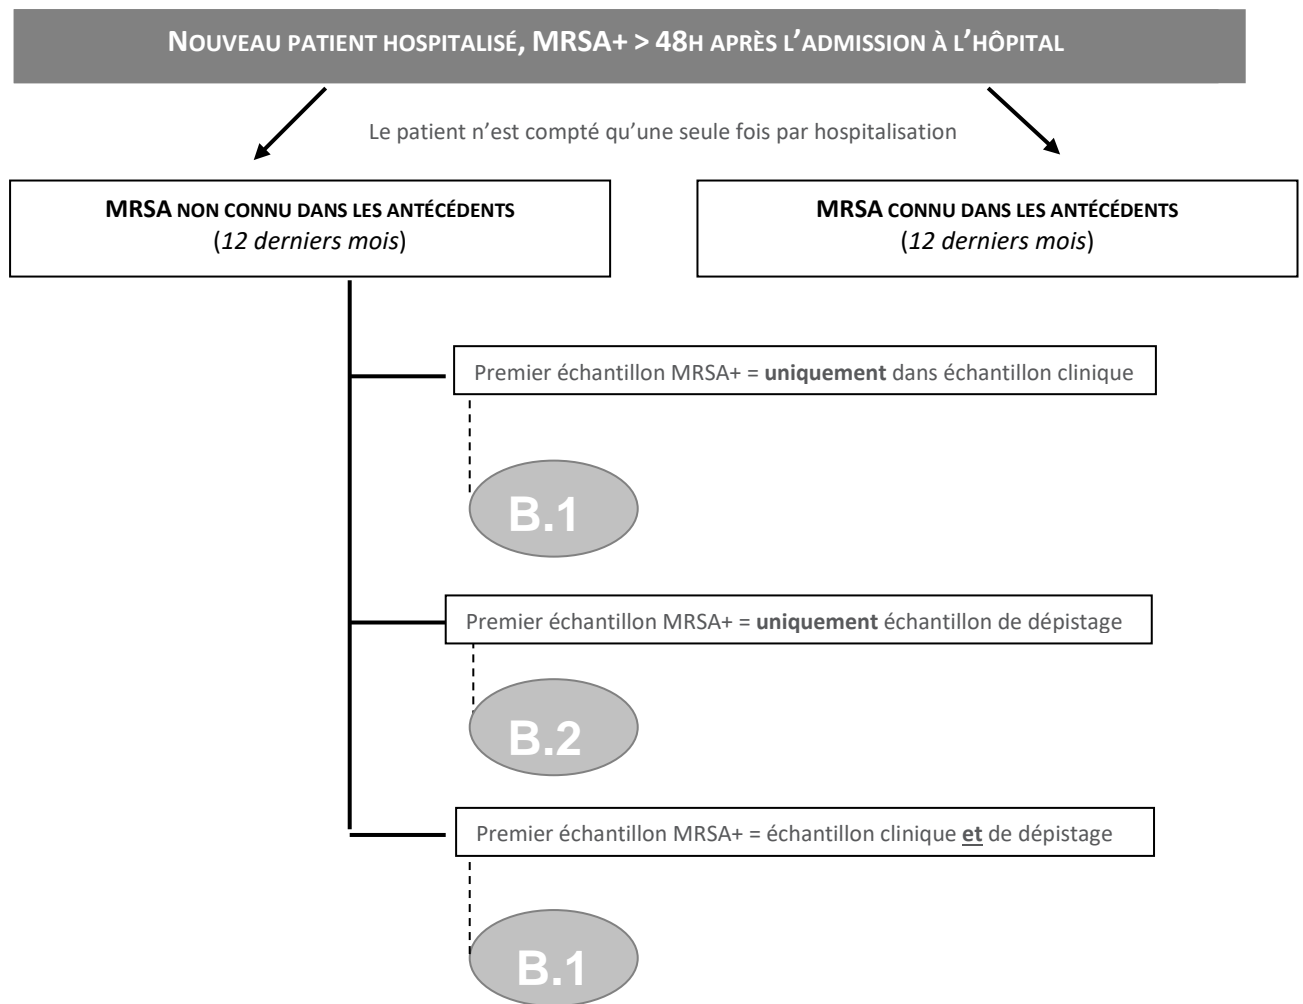 NOUVEAU PATIENT HOSPITALISÉ, MRSA+ > 48H APRÈS L’ADMISSION À L’HÔPITAL
Le patient n’est compté qu’une seule fois par hospitalisation
MRSA NON CONNU DANS LES ANTÉCÉDENTS
(12 derniers mois)
MRSA CONNU DANS LES ANTÉCÉDENTS
(12 derniers mois)
Premier échantillon MRSA+ = uniquement dans échantillon clinique
B.1
Premier échantillon MRSA+ = uniquement échantillon de dépistage
B.2
Premier échantillon MRSA+ = échantillon clinique et de dépistage
B.1